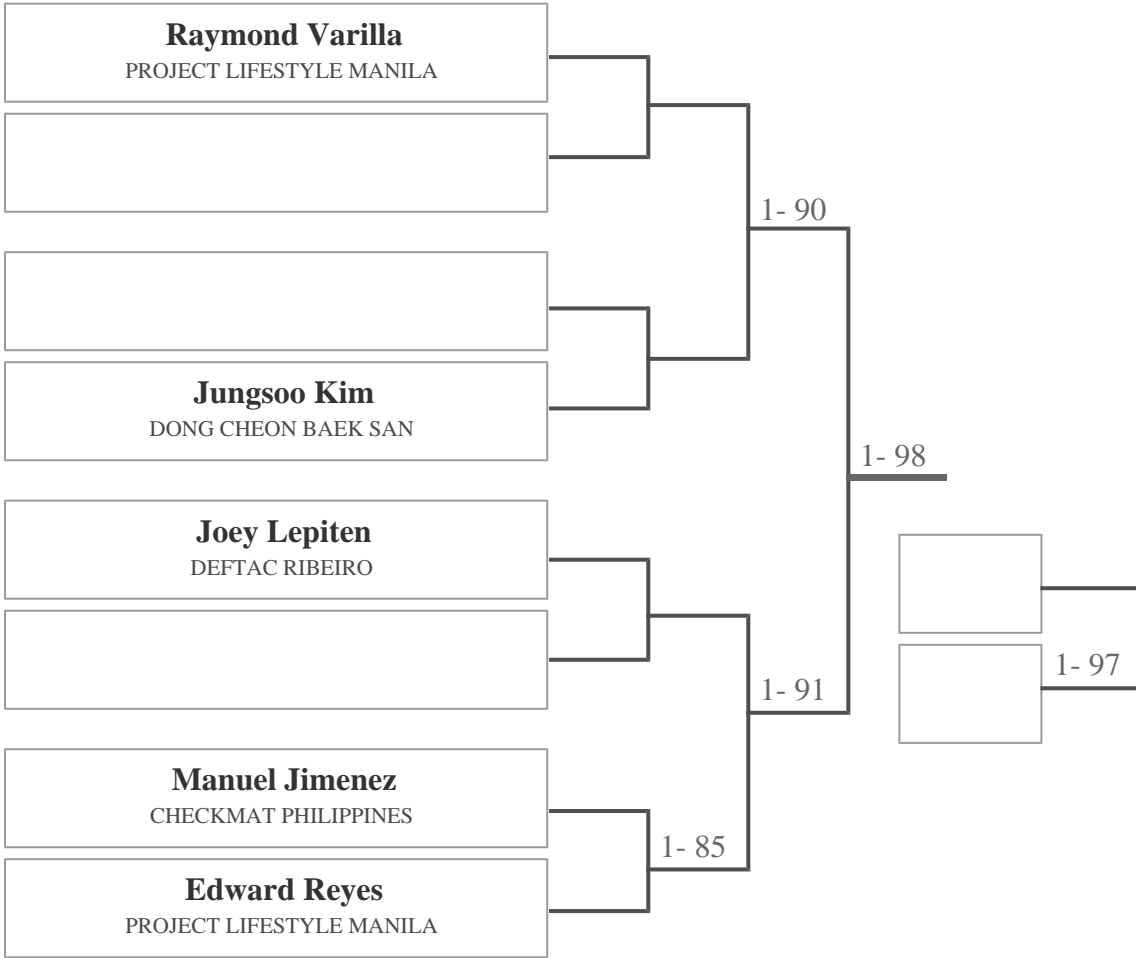 Raymond Varilla
PROJECT LIFESTYLE MANILA
1- 90
Jungsoo Kim
DONG CHEON BAEK SAN
1- 98
Joey Lepiten
DEFTAC RIBEIRO
1- 97
1- 91
Manuel Jimenez
CHECKMAT PHILIPPINES
1- 85
Edward Reyes
PROJECT LIFESTYLE MANILA